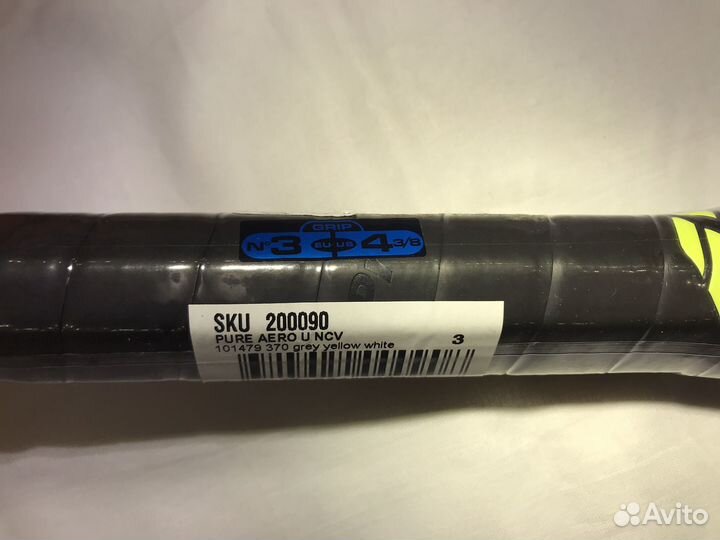 GRIP
N° 3 EU US 4 3/8
SKU 200090
PURE AERO U NCV
101479 370 grey yellow white 3
Avito